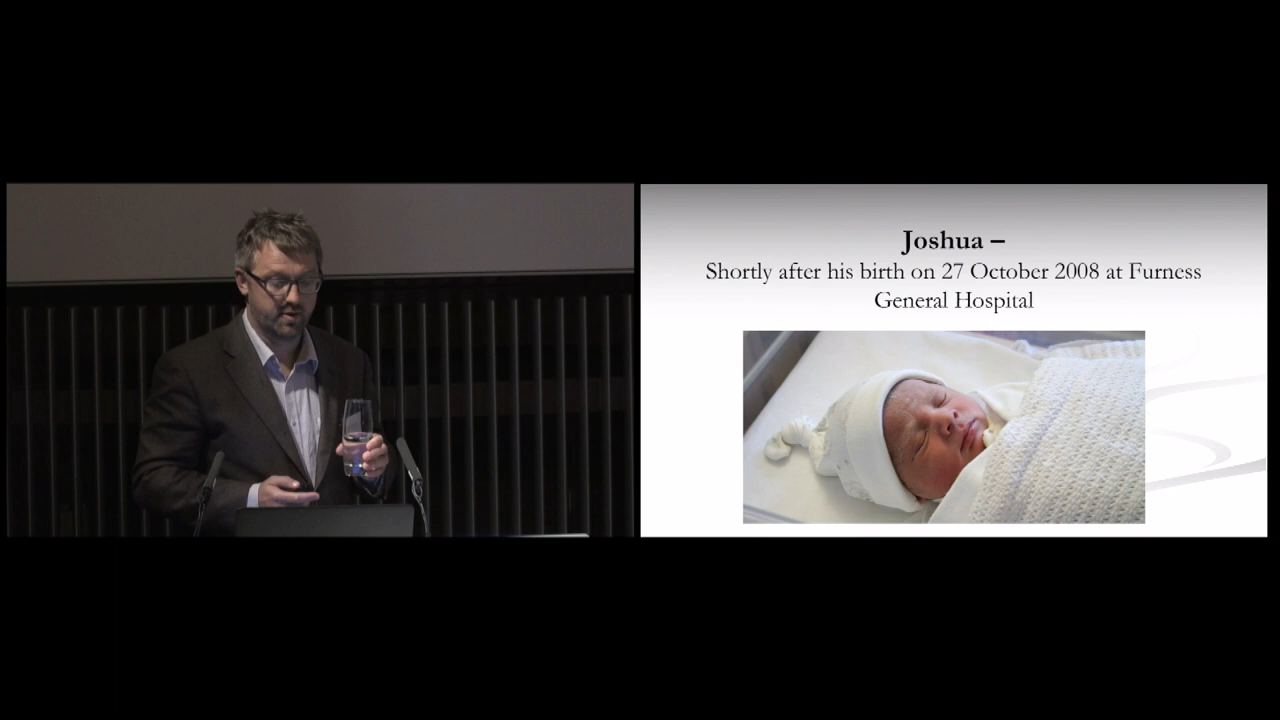 Joshua –
Shortly after his birth on 27 October 2008 at Furness
General Hospital